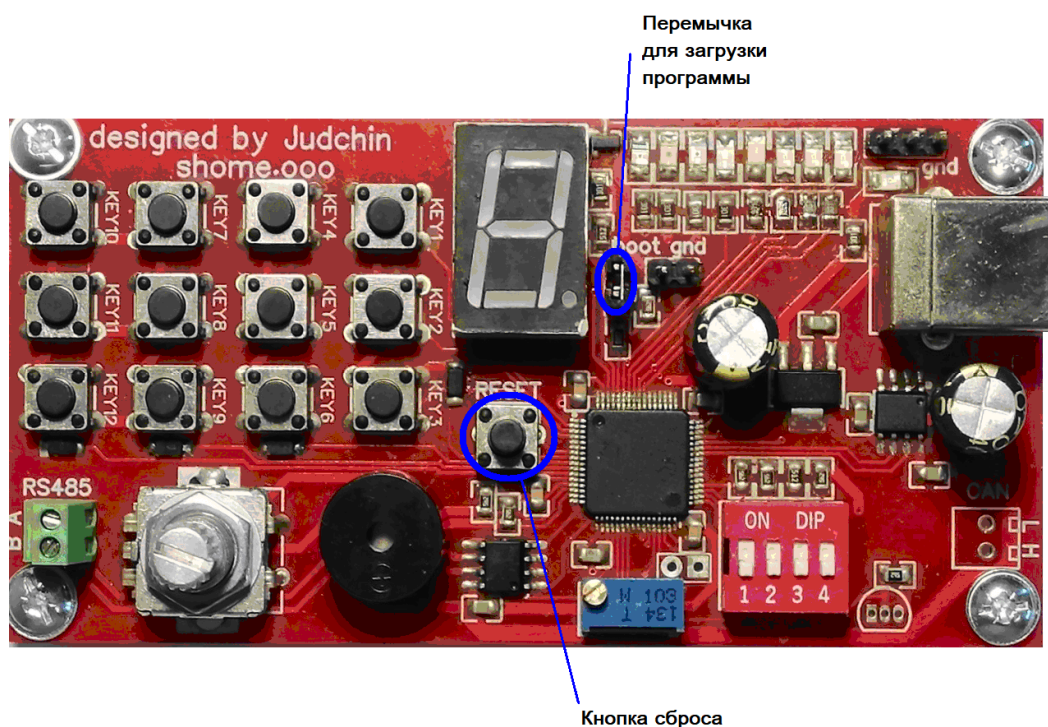 Перемычка
для загрузки
программы
designed by Judchin
shome.ooo
gnd
KEY10
KEY7
KEY4
KEY1
boot gnd
KEY11
KEY8
KEY5
KEY2
KEY12
KEY9
KEY6
KEY3
RESET
RS485
A
B
CAN
L
H
ON DIP
1 2 3 4
134
T
M
Кнопка сброса